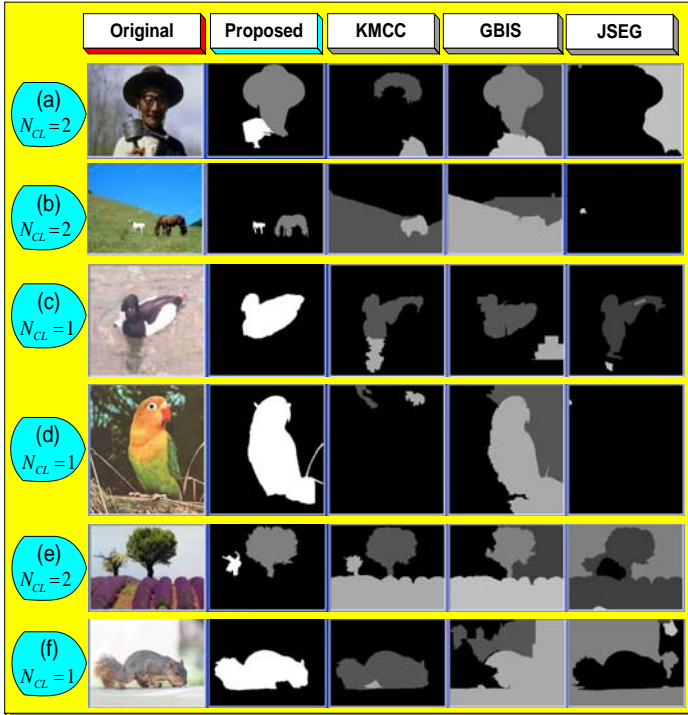 Original Proposed KMCC GBIS JSEG
(a)
N_CL = 2
(b)
N_CL = 2
(c)
N_CL = 1
(d)
N_CL = 1
(e)
N_CL = 2
(f)
N_CL = 1